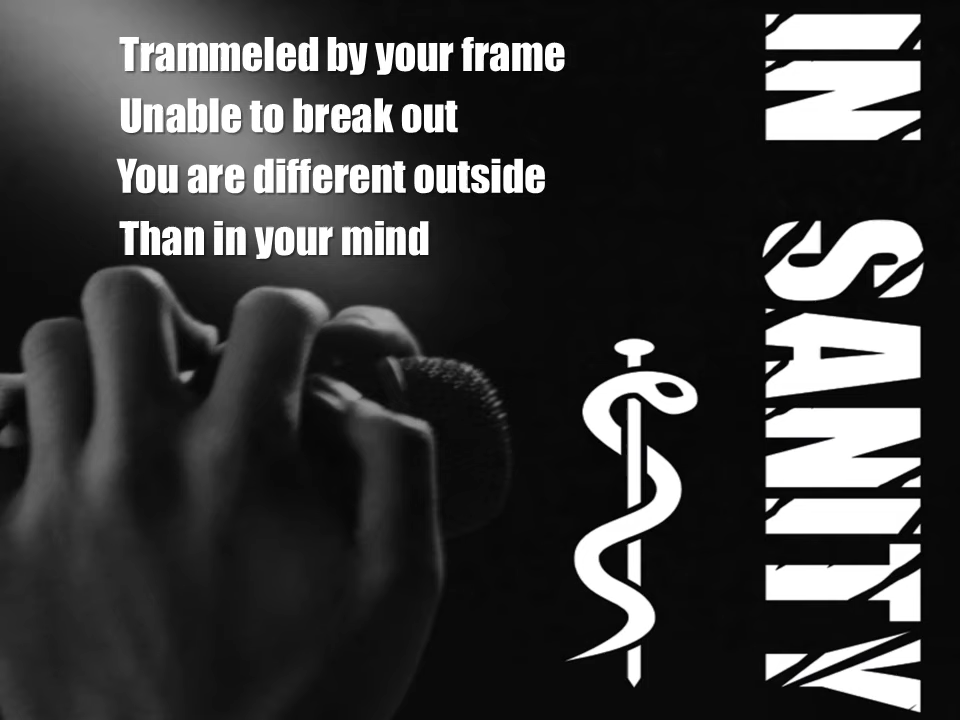 Trammeled by your frame
Unable to break out
You are different outside
Than in your mind
IN SANITY